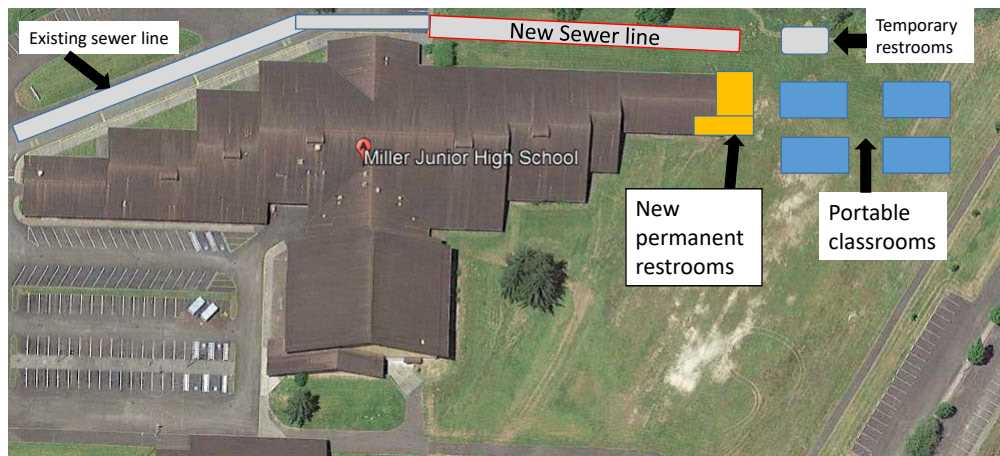 Existing sewer line
New Sewer line
Temporary
restrooms
A
Miller Junior High School
New
permanent
restrooms
Portable
classrooms